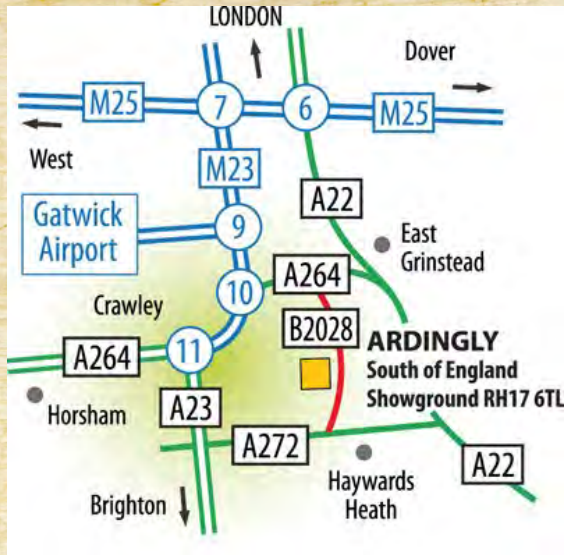 LONDON
Dover
M25
7
6
M25
West
M23
A22
Gatwick
Airport
9
East
Grinstead
A264
10
Crawley
B2028
ARDINGLY
South of England
Showground RH17 6TL
11
A264
Horsham
A23
A272
Haywards
Heath
A22
Brighton